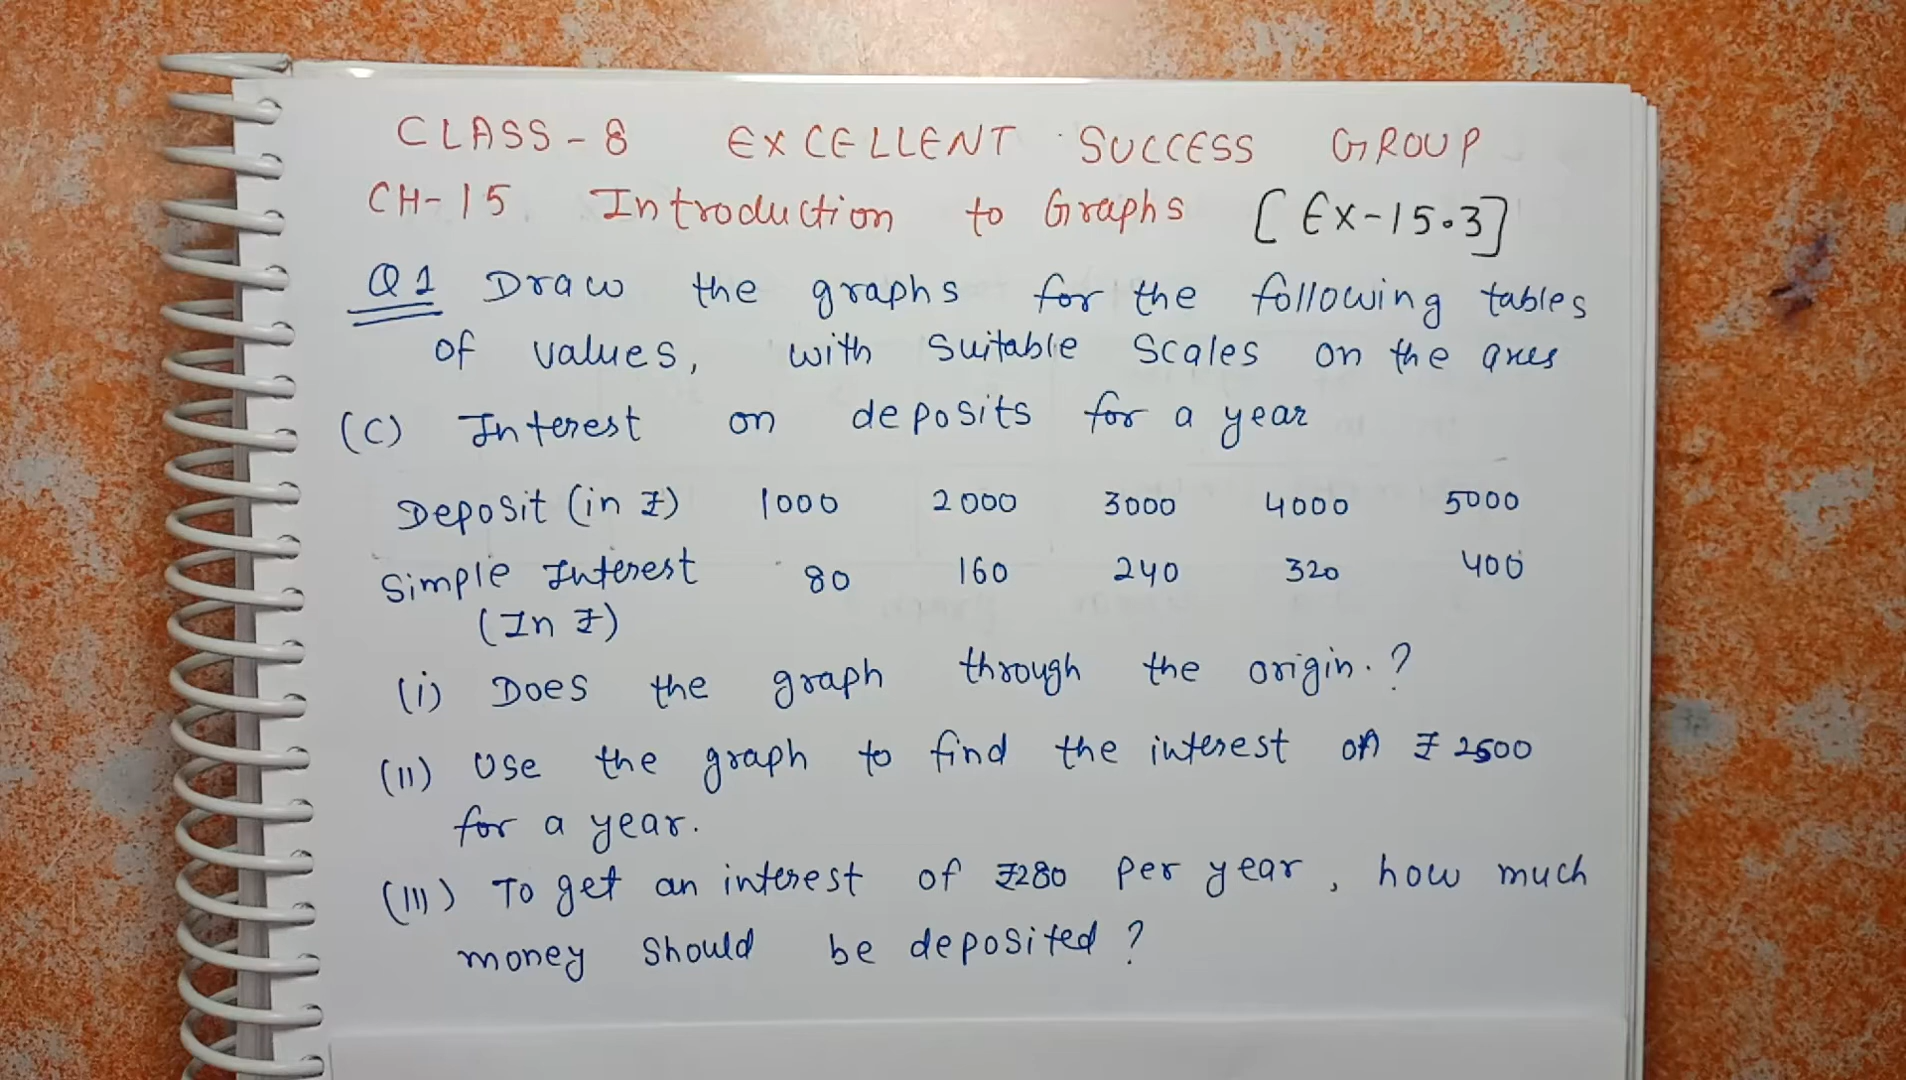 CLASS-8 EXCELLENT SUCCESS GROUP
CH-15 Introduction to Graphs [EX-15.3]
Q1 Draw the graphs for the following tables
of values, with suitable Scales on the axes
(C) Interest on deposits for a year
Deposit (in ₹) 1000 2000 3000 4000 5000
Simple Interest 80 160 240 320 400
(In ₹)
(i) Does the graph through the origin.?
(11) Use the graph to find the interest on ₹ 2500
for a year.
(111) To get an interest of ₹280 per year, how much
money should be deposited?